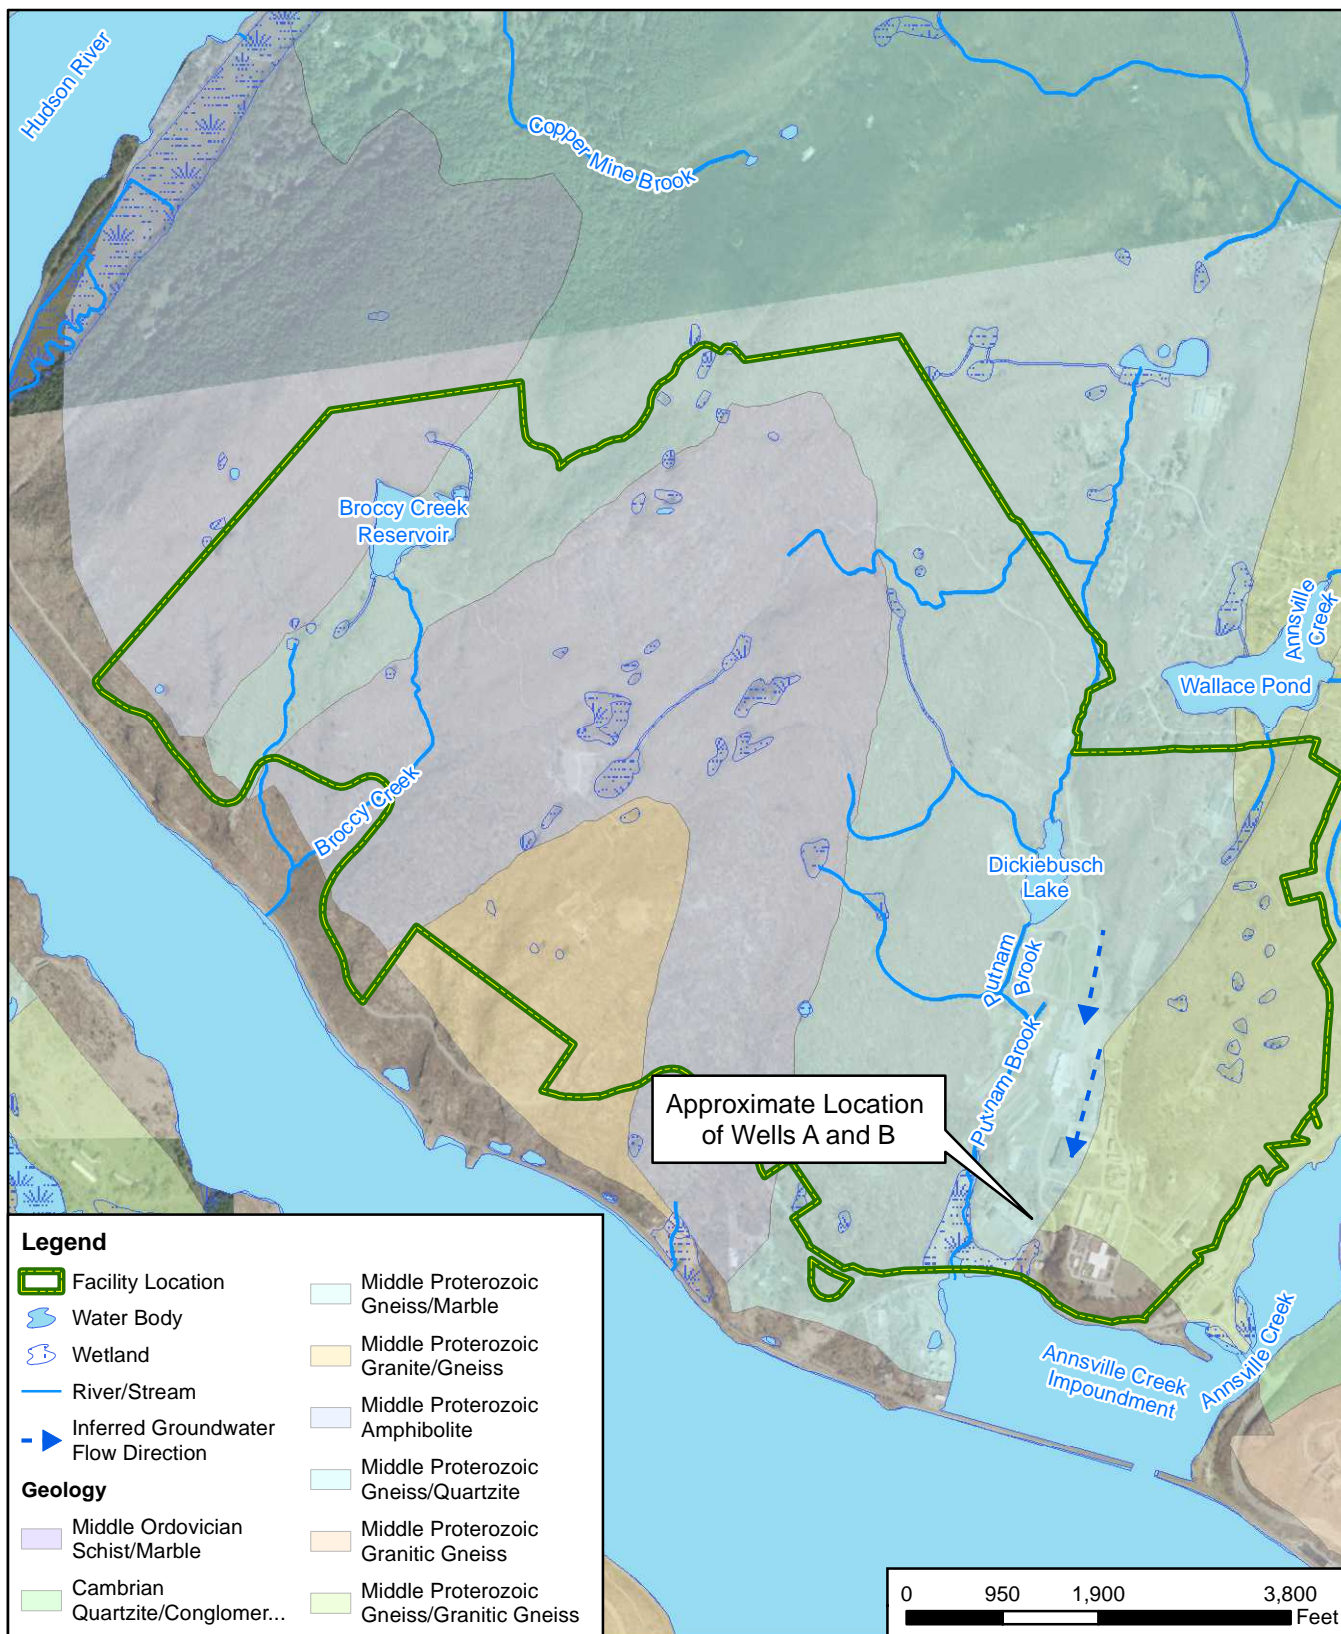 Hudson River
Copper Mine Brook
Broccy Creek
Reservoir
Annsville
Creek
Wallace Pond
Broccy Creek
Dickiebusch
Lake
Putnam
Brook
Putnam Brook
Approximate Location
of Wells A and B
Annsville Creek
Impoundment
Annsville Creek
Legend
Facility Location
Water Body
Wetland
River/Stream
Inferred Groundwater
Flow Direction
Geology
Middle Ordovician
Schist/Marble
Cambrian
Quartzite/Conglomer...
Middle Proterozoic
Gneiss/Marble
Middle Proterozoic
Granite/Gneiss
Middle Proterozoic
Amphibolite
Middle Proterozoic
Gneiss/Quartzite
Middle Proterozoic
Granitic Gneiss
Middle Proterozoic
Gneiss/Granitic Gneiss
0 950 1,900 3,800
Feet